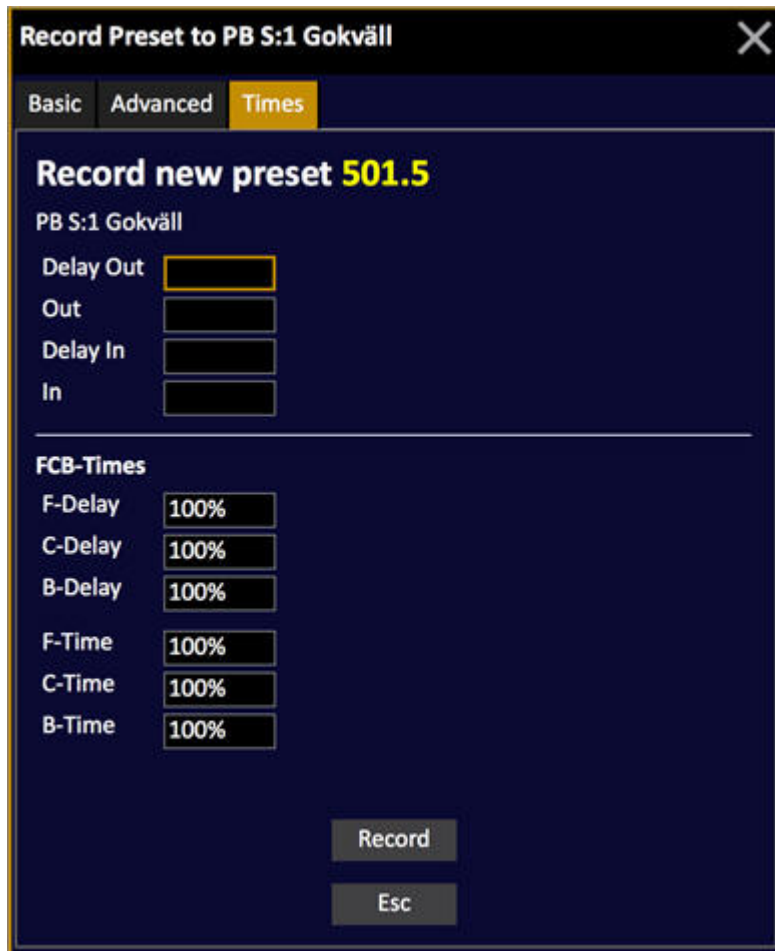 Record Preset to PB S:1 Gokväll
Basic Advanced Times
Record new preset 501.5
PB S:1 Gokväll
Delay Out
Out
Delay In
In
FCB-Times
F-Delay 100%
C-Delay 100%
B-Delay 100%
F-Time 100%
C-Time 100%
B-Time 100%
Record
Esc